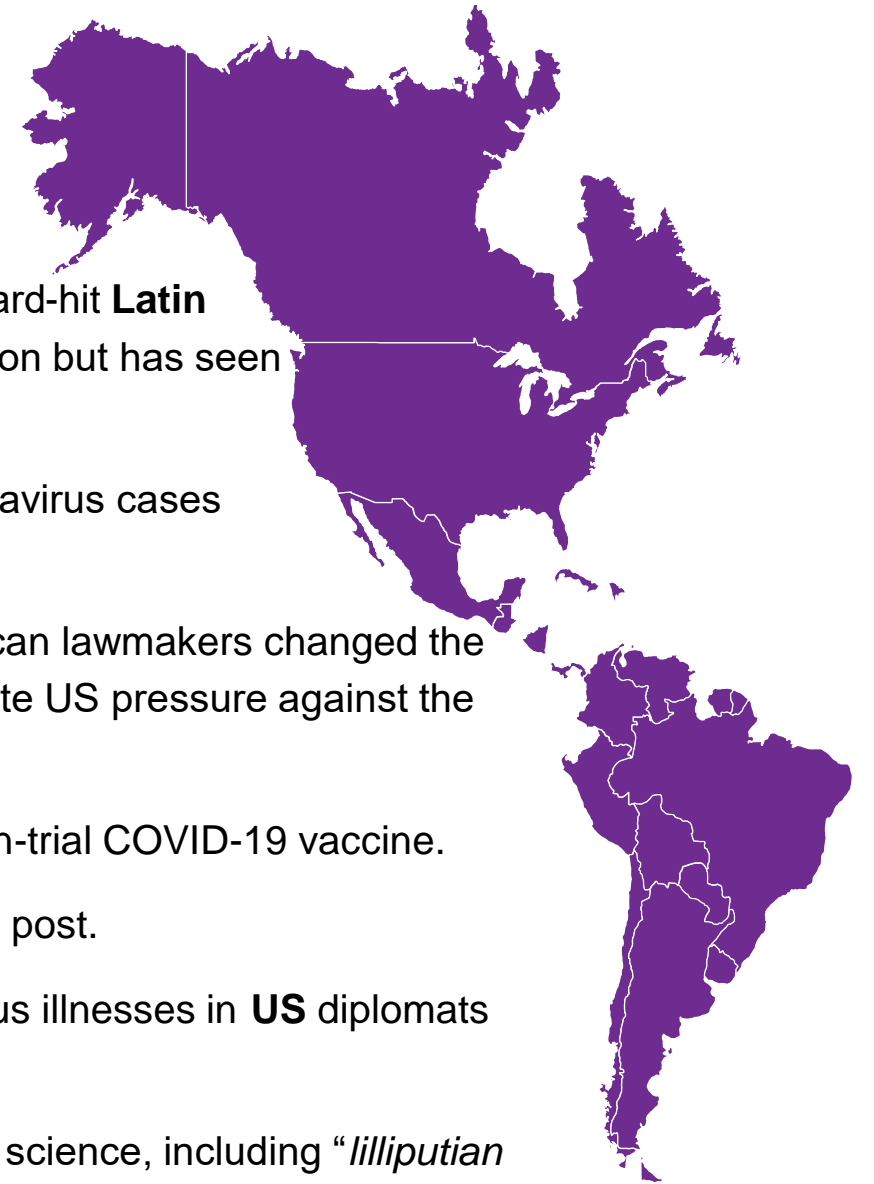 ard-hit Latin
on but has seen
avirus cases
can lawmakers changed the
te US pressure against the
n-trial COVID-19 vaccine.
post.
us illnesses in US diplomats
science, including “lilliputian